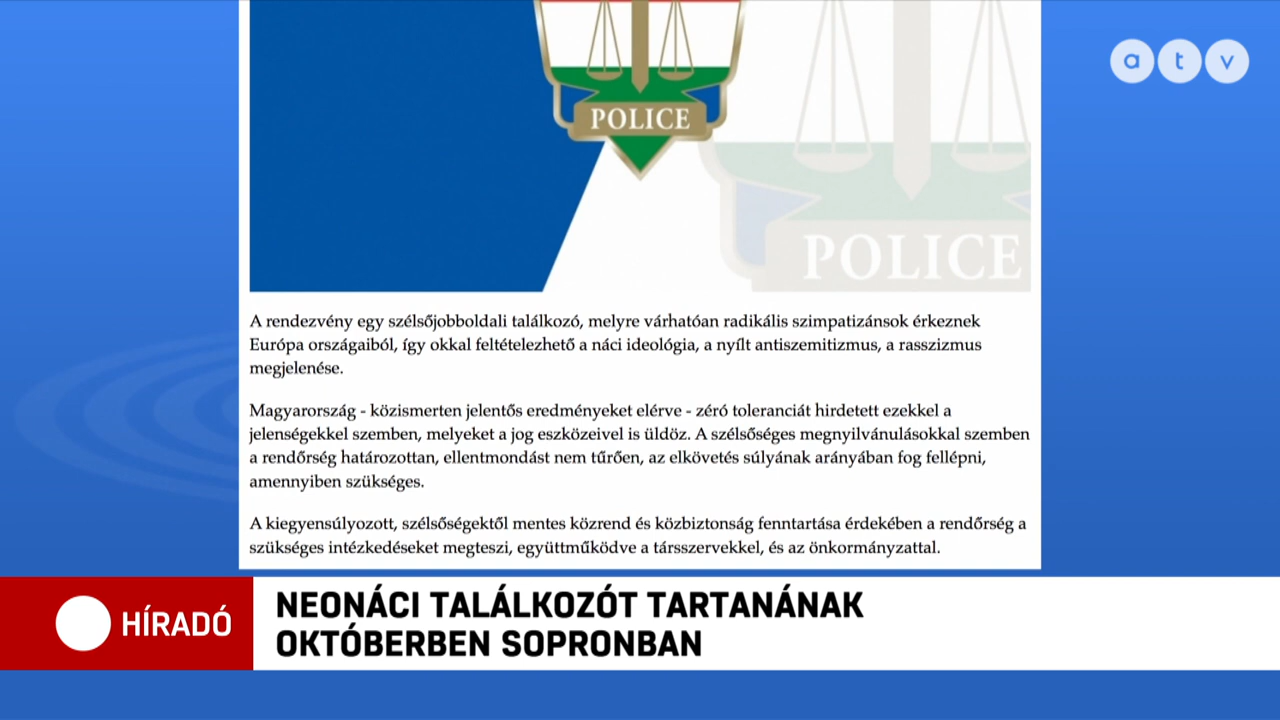 a t v
POLICE
POLICE
A rendezvény egy szélsőjobboldali találkozó, melyre várhatóan radikális szimpatizánsok érkeznek
Európa országaiból, így okkal feltételezhető a náci ideológia, a nyílt antiszemitizmus, a rasszizmus
megjelenése.
Magyarország - közismerten jelentős eredményeket elérve - zéró toleranciát hirdetett ezekkel a
jelenségekkel szemben, melyeket a jog eszközeivel is üldöz. A szélsőséges megnyilvánulásokkal szemben
a rendőrség határozottan, ellentmondást nem tűrően, az elkövetés súlyának arányában fog fellépni,
amennyiben szükséges.
A kiegyensúlyozott, szélsőségektől mentes közrend és közbiztonság fenntartása érdekében a rendőrség a
szükséges intézkedéseket megteszi, együttműködve a társszervekkel, és az önkormányzattal.
HÍRADÓ
NEONÁCI TALÁLKOZÓT TARTANÁNAK
OKTÓBERBEN SOPRONBAN